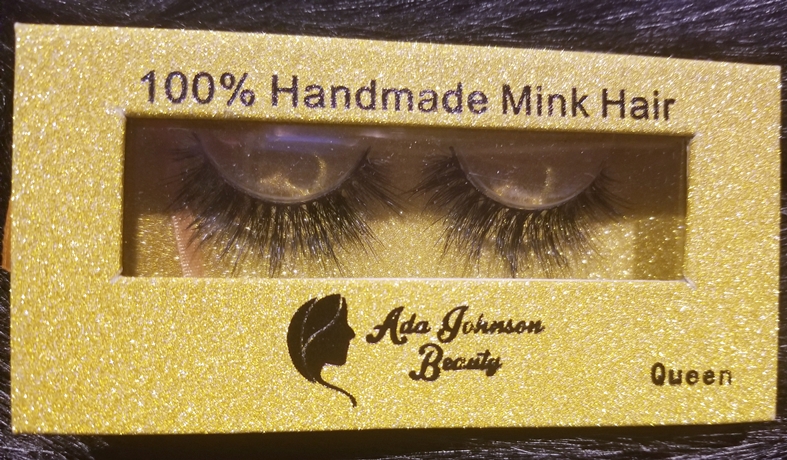 100% Handmade Mink Hair
Ada Johnson
Beauty
Queen